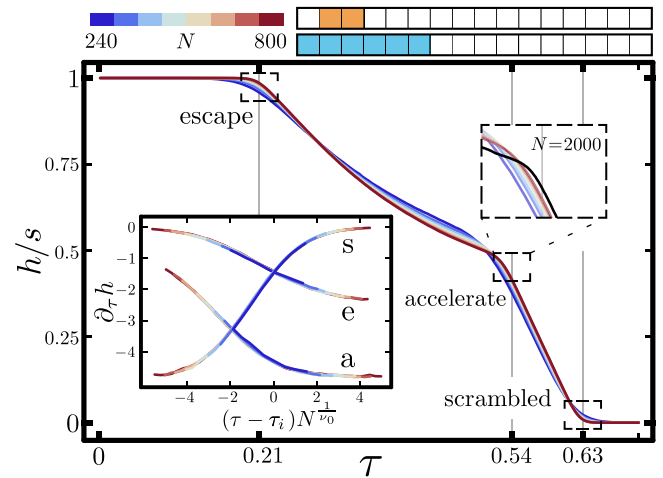 240 N 800
1
0.75
0.5
0.25
0
h/s
escape
N=2000
accelerate
scrambled
0
−1
−2
−3
−4
∂τh
s
e
a
−4 −2 0 2 4
(τ − τi)N^{1/ν0}
0 0.21 0.54 0.63
τ